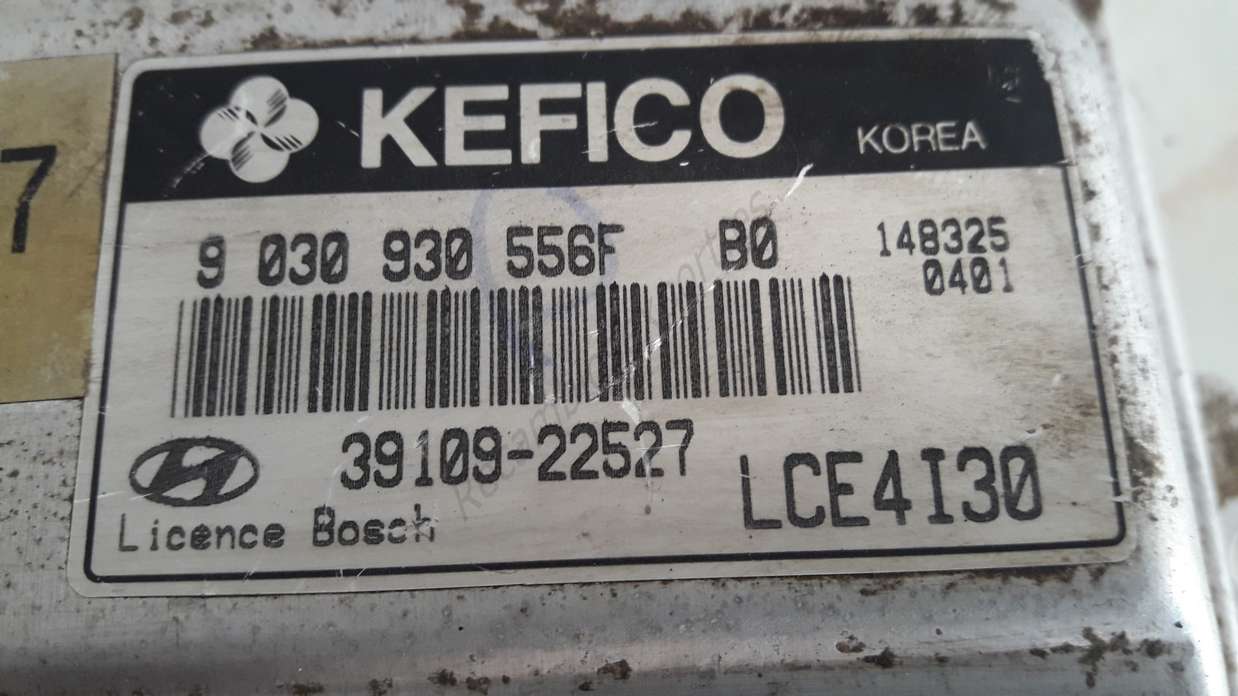 7
KEFICO KOREA
9 030 930 556F B0 148325
0401
39109-22527
LCE4I30
Licence Bosch